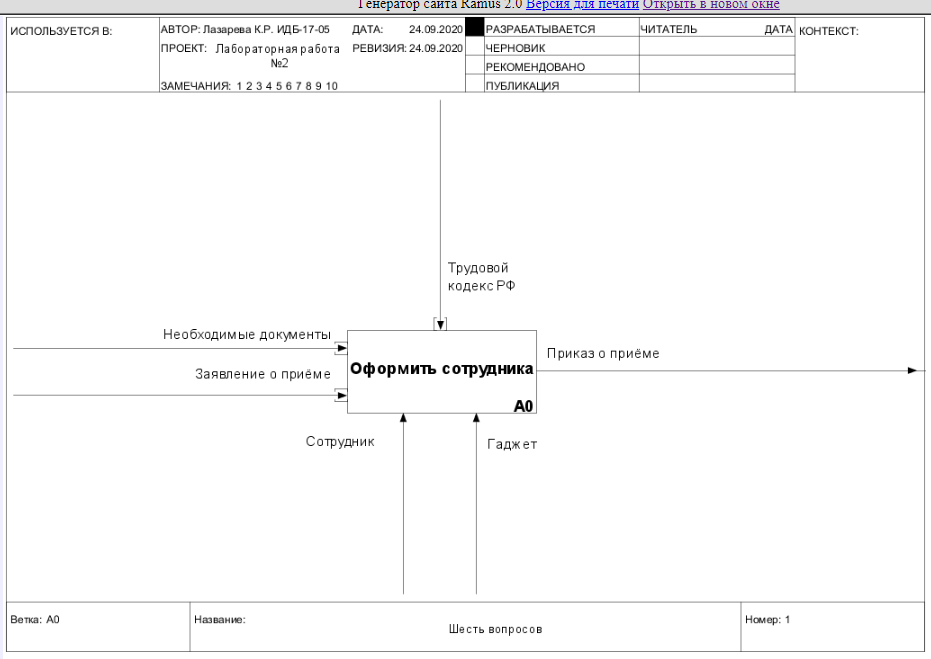 Генератор сайта Ramus 2.0 Версия для печати Открыть в новом окне
ИСПОЛЬЗУЕТСЯ В:
АВТОР: Лазарева К.Р. ИДБ-17-05
ДАТА: 24.09.2020
РАЗРАБАТЫВАЕТСЯ
ЧИТАТЕЛЬ
ДАТА
КОНТЕКСТ:
ПРОЕКТ: Лабораторная работа
№2
РЕВИЗИЯ: 24.09.2020
ЧЕРНОВИК
РЕКОМЕНДОВАНО
ЗАМЕЧАНИЯ: 1 2 3 4 5 6 7 8 9 10
ПУБЛИКАЦИЯ
Трудовой
кодекс РФ
Необходимые документы
Заявление о приёме
Оформить сотрудника
A0
Приказ о приёме
Сотрудник
Гаджет
Ветка: A0
Название:
Шесть вопросов
Номер: 1